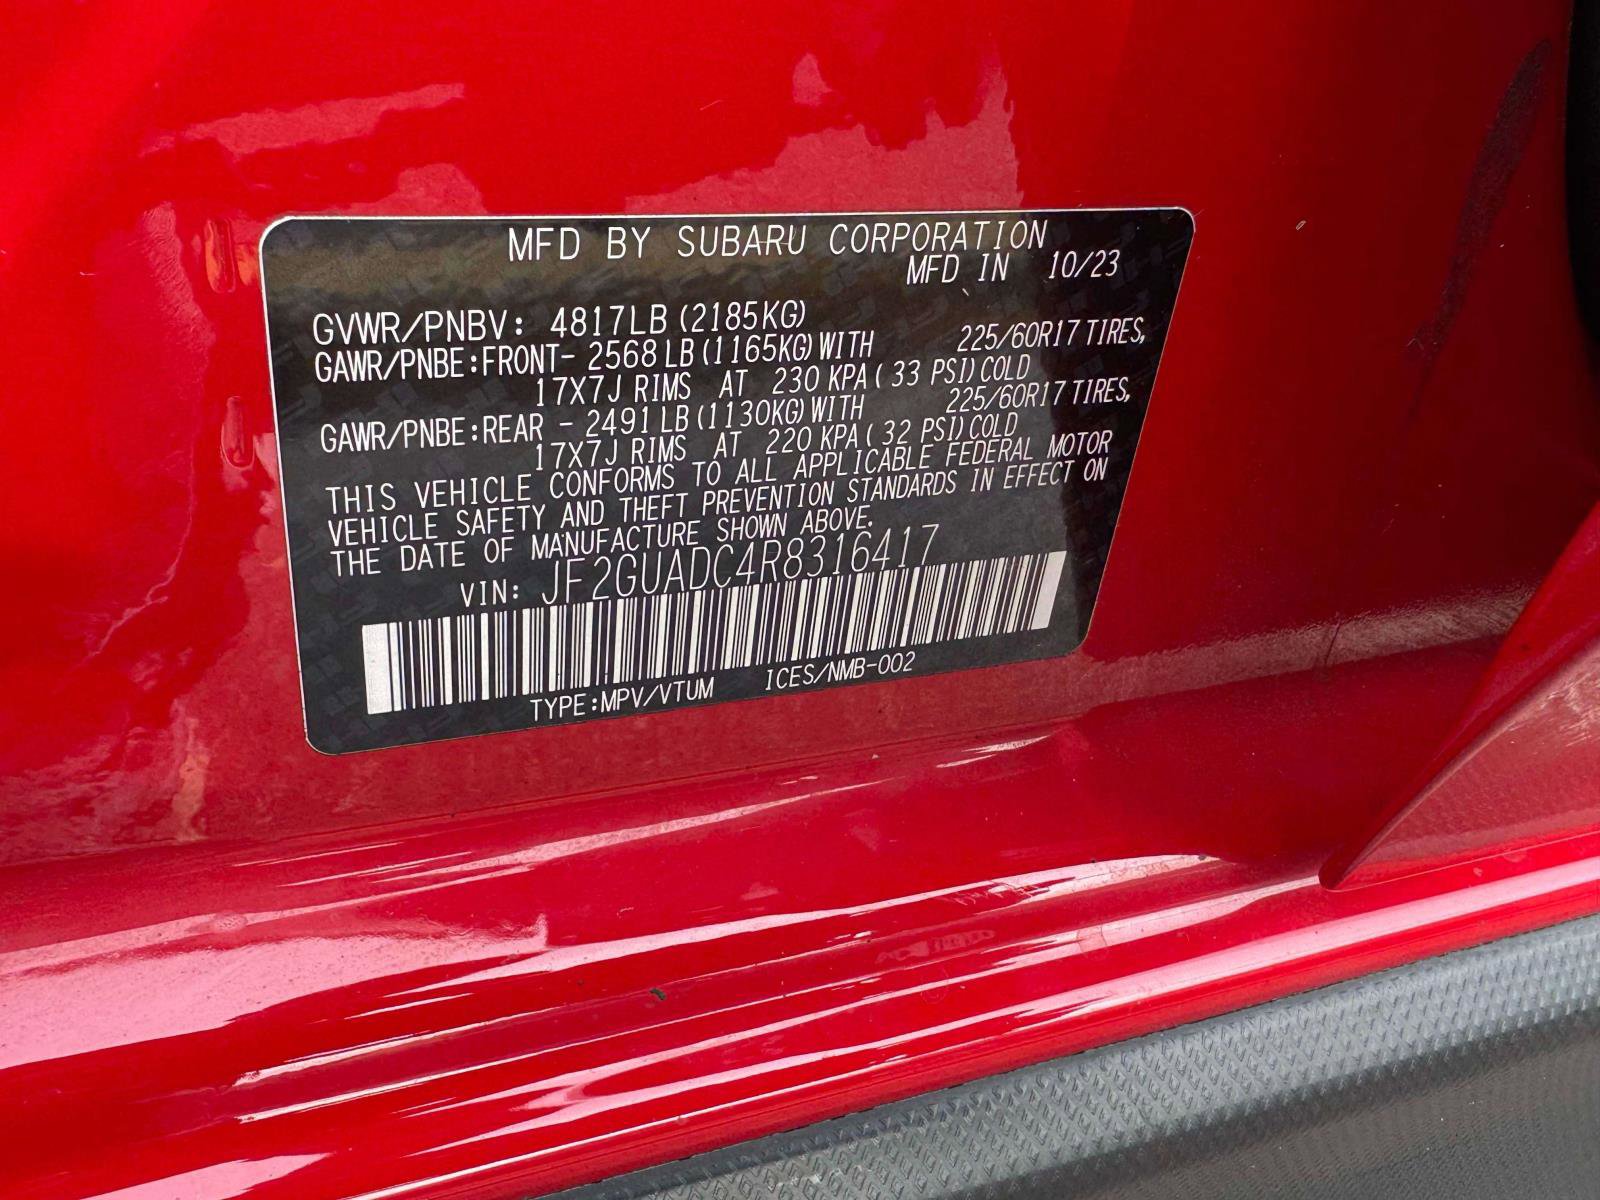 MFD BY SUBARU CORPORATION
MFD IN 10/23
GVWR/PNBV: 4817LB (2185KG)
GAWR/PNBE:FRONT- 2568 LB (1165KG) WITH 225/60R17 TIRES,
17X7J RIMS AT 230 KPA ( 33 PSI) COLD
GAWR/PNBE:REAR - 2491 LB (1130KG) WITH 225/60R17 TIRES,
17X7J RIMS AT 220 KPA ( 32 PSI) COLD
THIS VEHICLE CONFORMS TO ALL APPLICABLE FEDERAL MOTOR
VEHICLE SAFETY AND THEFT PREVENTION STANDARDS IN EFFECT ON
THE DATE OF MANUFACTURE SHOWN ABOVE.
VIN: JF2GUADC4R8316417
TYPE:MPV/VTUM ICES/NMB-002